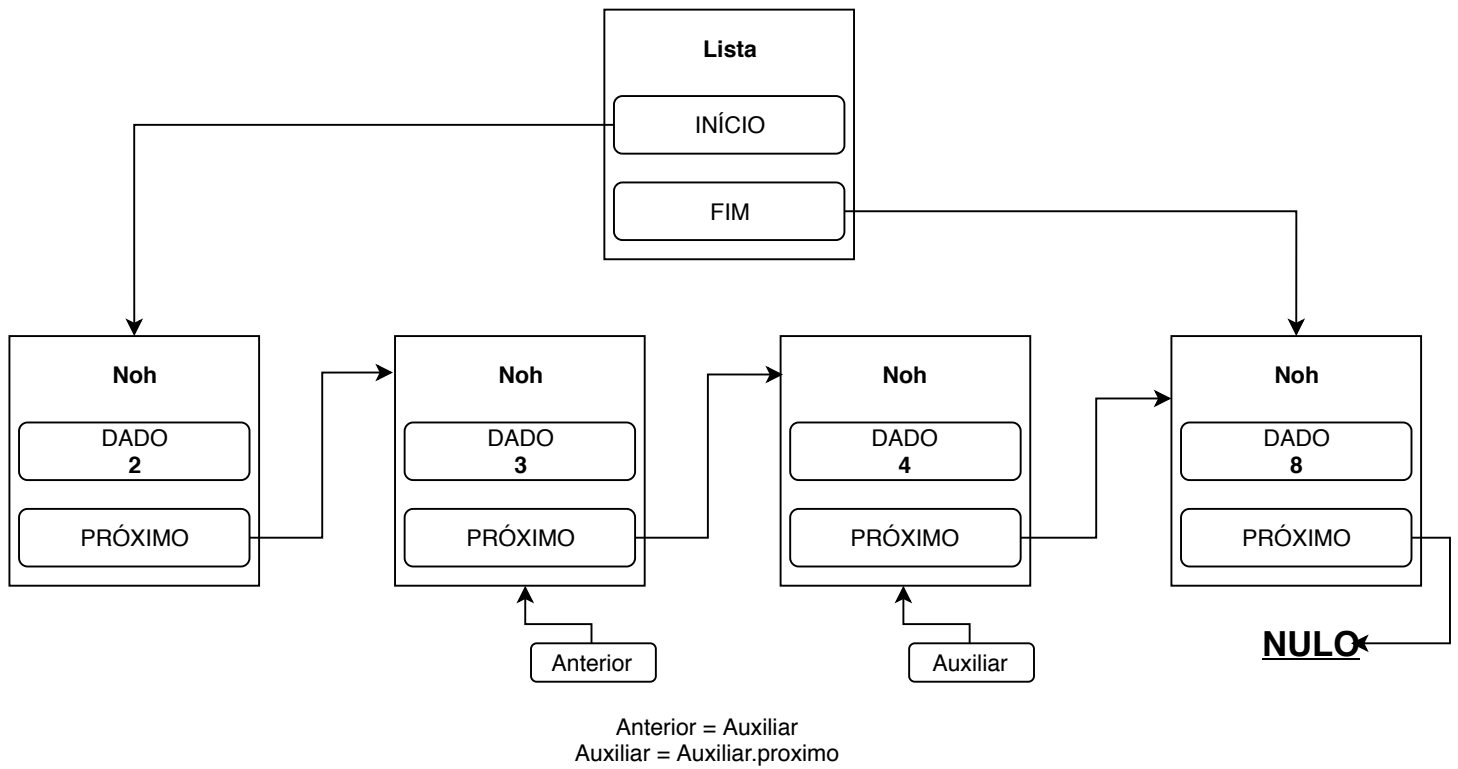 Lista
INÍCIO
FIM
Noh
DADO
2
PRÓXIMO
Noh
DADO
3
PRÓXIMO
Noh
DADO
4
PRÓXIMO
Noh
DADO
8
PRÓXIMO
Anterior
Auxiliar
NULO
Anterior = Auxiliar
Auxiliar = Auxiliar.proximo